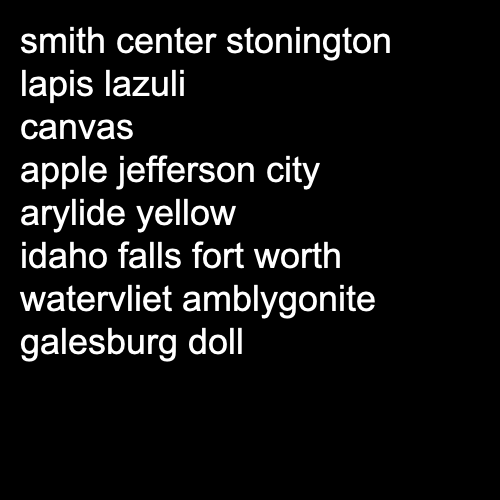 smith center stonington
lapis lazuli
canvas
apple jefferson city
arylide yellow
idaho falls fort worth
watervliet amblygonite
galesburg doll